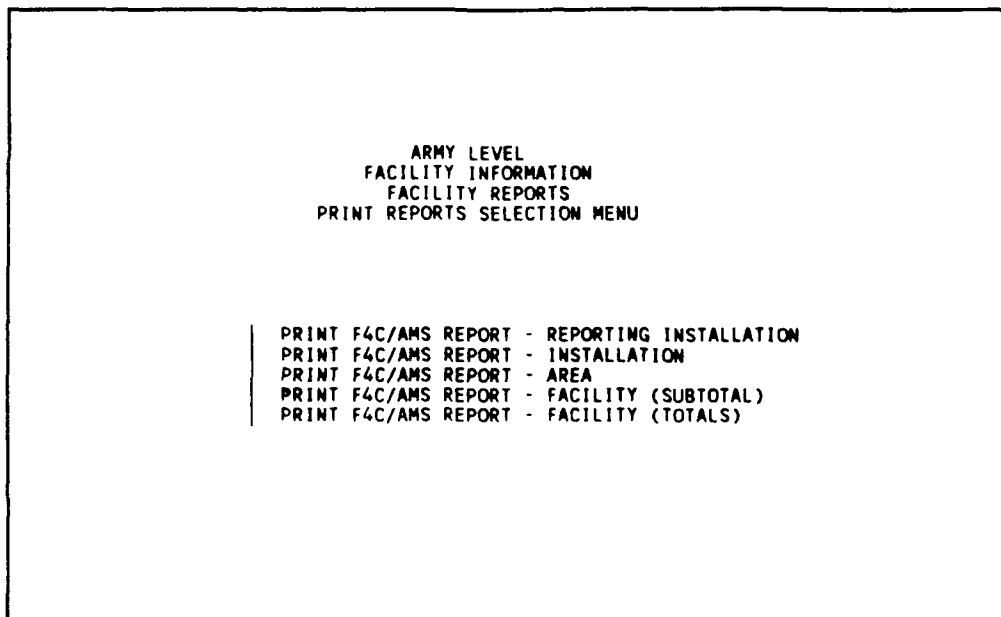 ARMY LEVEL
FACILITY INFORMATION
FACILITY REPORTS
PRINT REPORTS SELECTION MENU
PRINT F4C/AMS REPORT - REPORTING INSTALLATION
PRINT F4C/AMS REPORT - INSTALLATION
PRINT F4C/AMS REPORT - AREA
PRINT F4C/AMS REPORT - FACILITY (SUBTOTAL)
PRINT F4C/AMS REPORT - FACILITY (TOTALS)